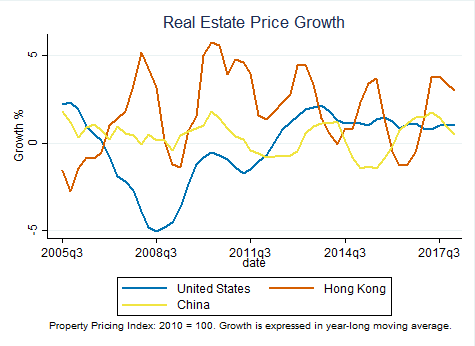 Real Estate Price Growth
Growth %
5
0
-5
2005q3 2008q3 2011q3 2014q3 2017q3
date
United States Hong Kong
China
Property Pricing Index: 2010 = 100. Growth is expressed in year-long moving average.